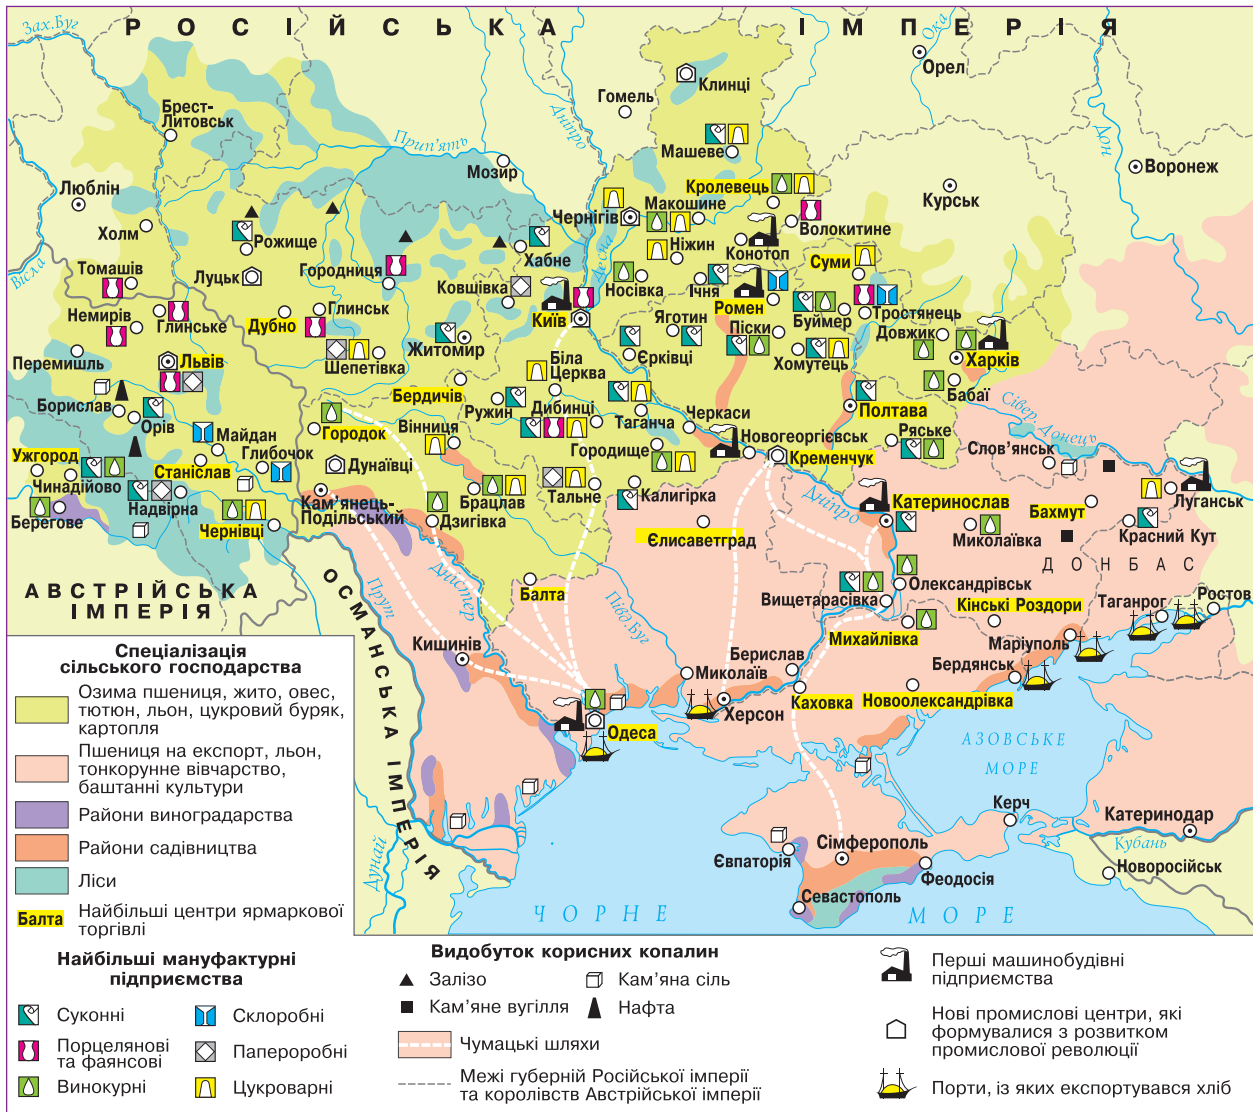 РОСІЙСЬКА ІМПЕРІЯ
Зах.Буг
Ока
Орел
Клинці
Гомель
Брест-
Литовськ
Дніпро
Прип'ять
Дон
Машеве
Мозир
Воронеж
Люблін
Кролевець
Курськ
Макошине
Чернігів
Волокитине
Холм
Рожище
Хабне
Десна
Ніжин
Конотоп
Суми
Вісла
Томашів
Луцьк
Городниця
Ковщівка
Носівка
Ічня
Ромен
Немирів
Глинське
Дубно
Глинськ
Київ
Яготин
Піски
Буймер
Тростянець
Довжик
Харків
Перемишль
Львів
Шепетівка
Житомир
Біла
Церква
Єрківці
Хомутець
Бабаї
Борислав
Орів
Бердичів
Ружин
Дибинці
Таганча
Черкаси
Полтава
Сівер. Донець
Майдан
Городок
Вінниця
Новогеоргієвськ
Ряське
Слов'янськ
Ужгород
Чинадійово
Станіслав
Глибочок
Дунаївці
Городище
Кременчук
Надвірна
Кам'янець-
Подільський
Брацлав
Тальне
Калигірка
Дніпро
Катеринослав
Бахмут
Луганськ
Берегове
Чернівці
Дзигівка
Єлисаветград
Миколаївка
Красний Кут
ДОНБАС
АВСТРІЙСЬКА
ІМПЕРІЯ
ОСМАНСЬКА ІМПЕРІЯ
Прут
Дністер
Балта
Півд.Буг
Вищетарасівка
Олександрівськ
Кінські Роздори
Таганрог
Ростов
Михайлівка
Маріуполь
Кишинів
Миколаїв
Берислав
Бердянськ
Херсон
Каховка
Новоолександрівка
Одеса
АЗОВСЬКЕ
МОРЕ
Керч
Катеринодар
Кубань
Дунай
Євпаторія
Сімферополь
Феодосія
Новоросійськ
Севастополь
ЧОРНЕ МОРЕ
Спеціалізація
сільського господарства
Озима пшениця, жито, овес,
тютюн, льон, цукровий буряк,
картопля
Пшениця на експорт, льон,
тонкорунне вівчарство,
баштанні культури
Райони виноградарства
Райони садівництва
Ліси
Балта
Найбільші центри ярмаркової
торгівлі
Найбільші мануфактурні
підприємства
Суконні
Склоробні
Порцелянові
та фаянсові
Папероробні
Винокурні
Цукроварні
Видобуток корисних копалин
Залізо
Кам'яна сіль
Кам'яне вугілля
Нафта
Чумацькі шляхи
Межі губерній Російської імперії
та королівств Австрійської імперії
Перші машинобудівні
підприємства
Нові промислові центри, які
формувалися з розвитком
промислової революції
Порти, із яких експортувався хліб